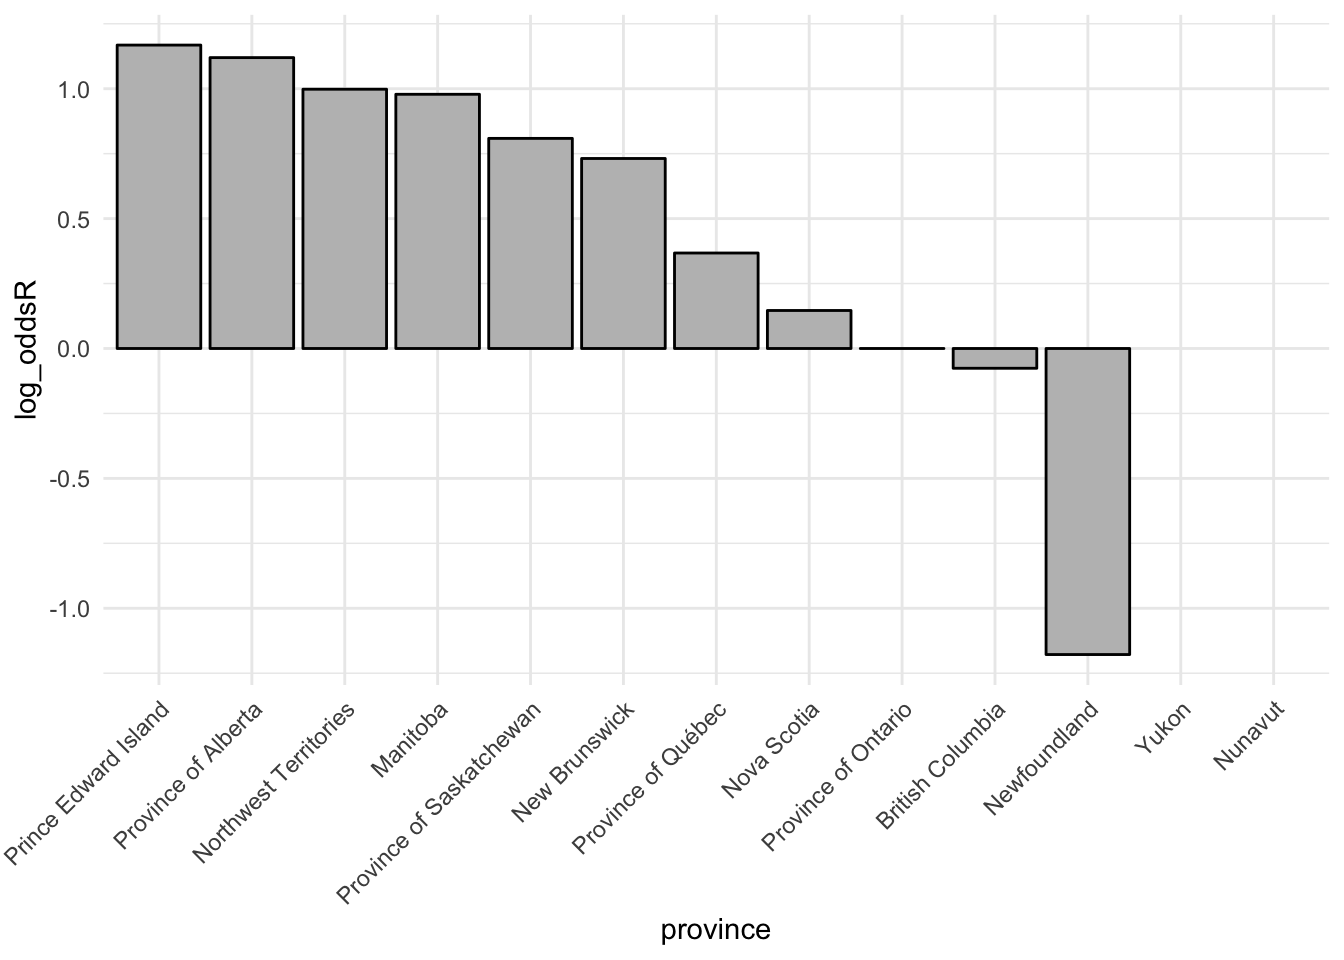 1.0
0.5
0.0
-0.5
-1.0
log_oddsR
Prince Edward Island
Province of Alberta
Northwest Territories
Manitoba
Province of Saskatchewan
New Brunswick
Province of Québec
Nova Scotia
Province of Ontario
British Columbia
Newfoundland
Yukon
Nunavut
province